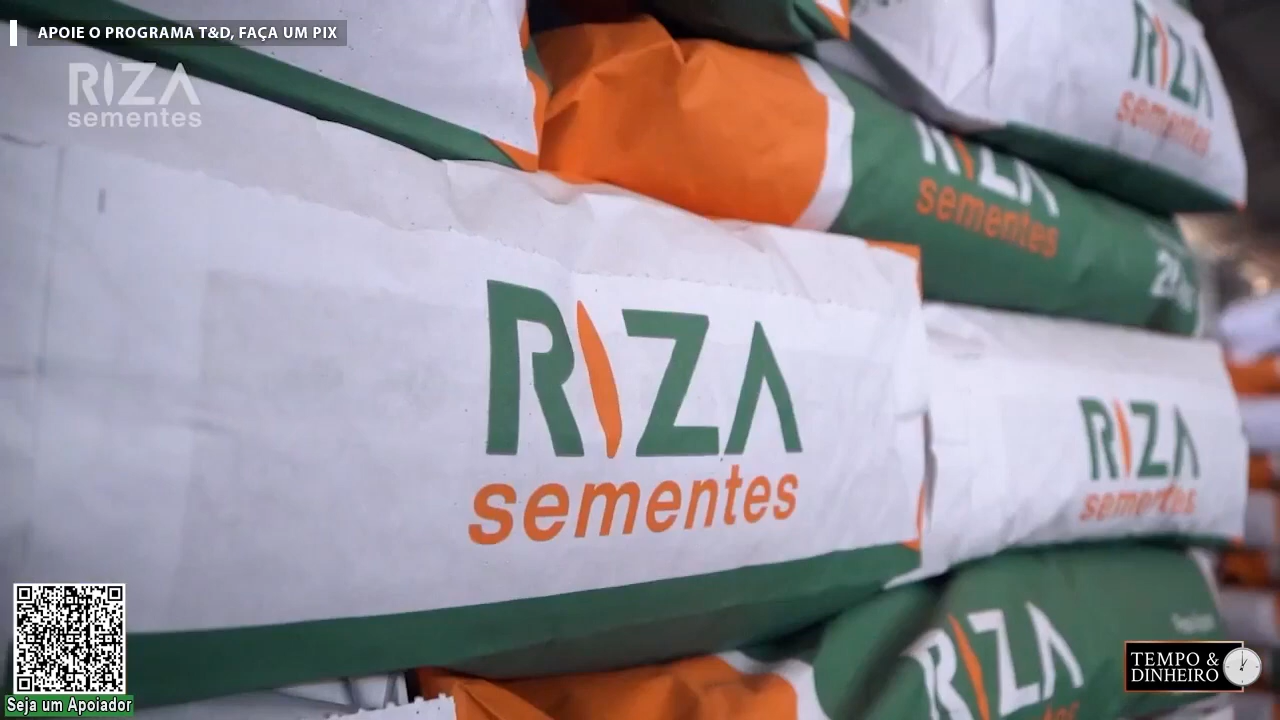 APOIE O PROGRAMA T&D, FAÇA UM PIX
RIZA
sementes
RIZA
sementes
RIZA
sementes
RIZA
sementes
RIZA
sementes
RIZA
Seja um Apoiador
TEMPO &
DINHEIRO